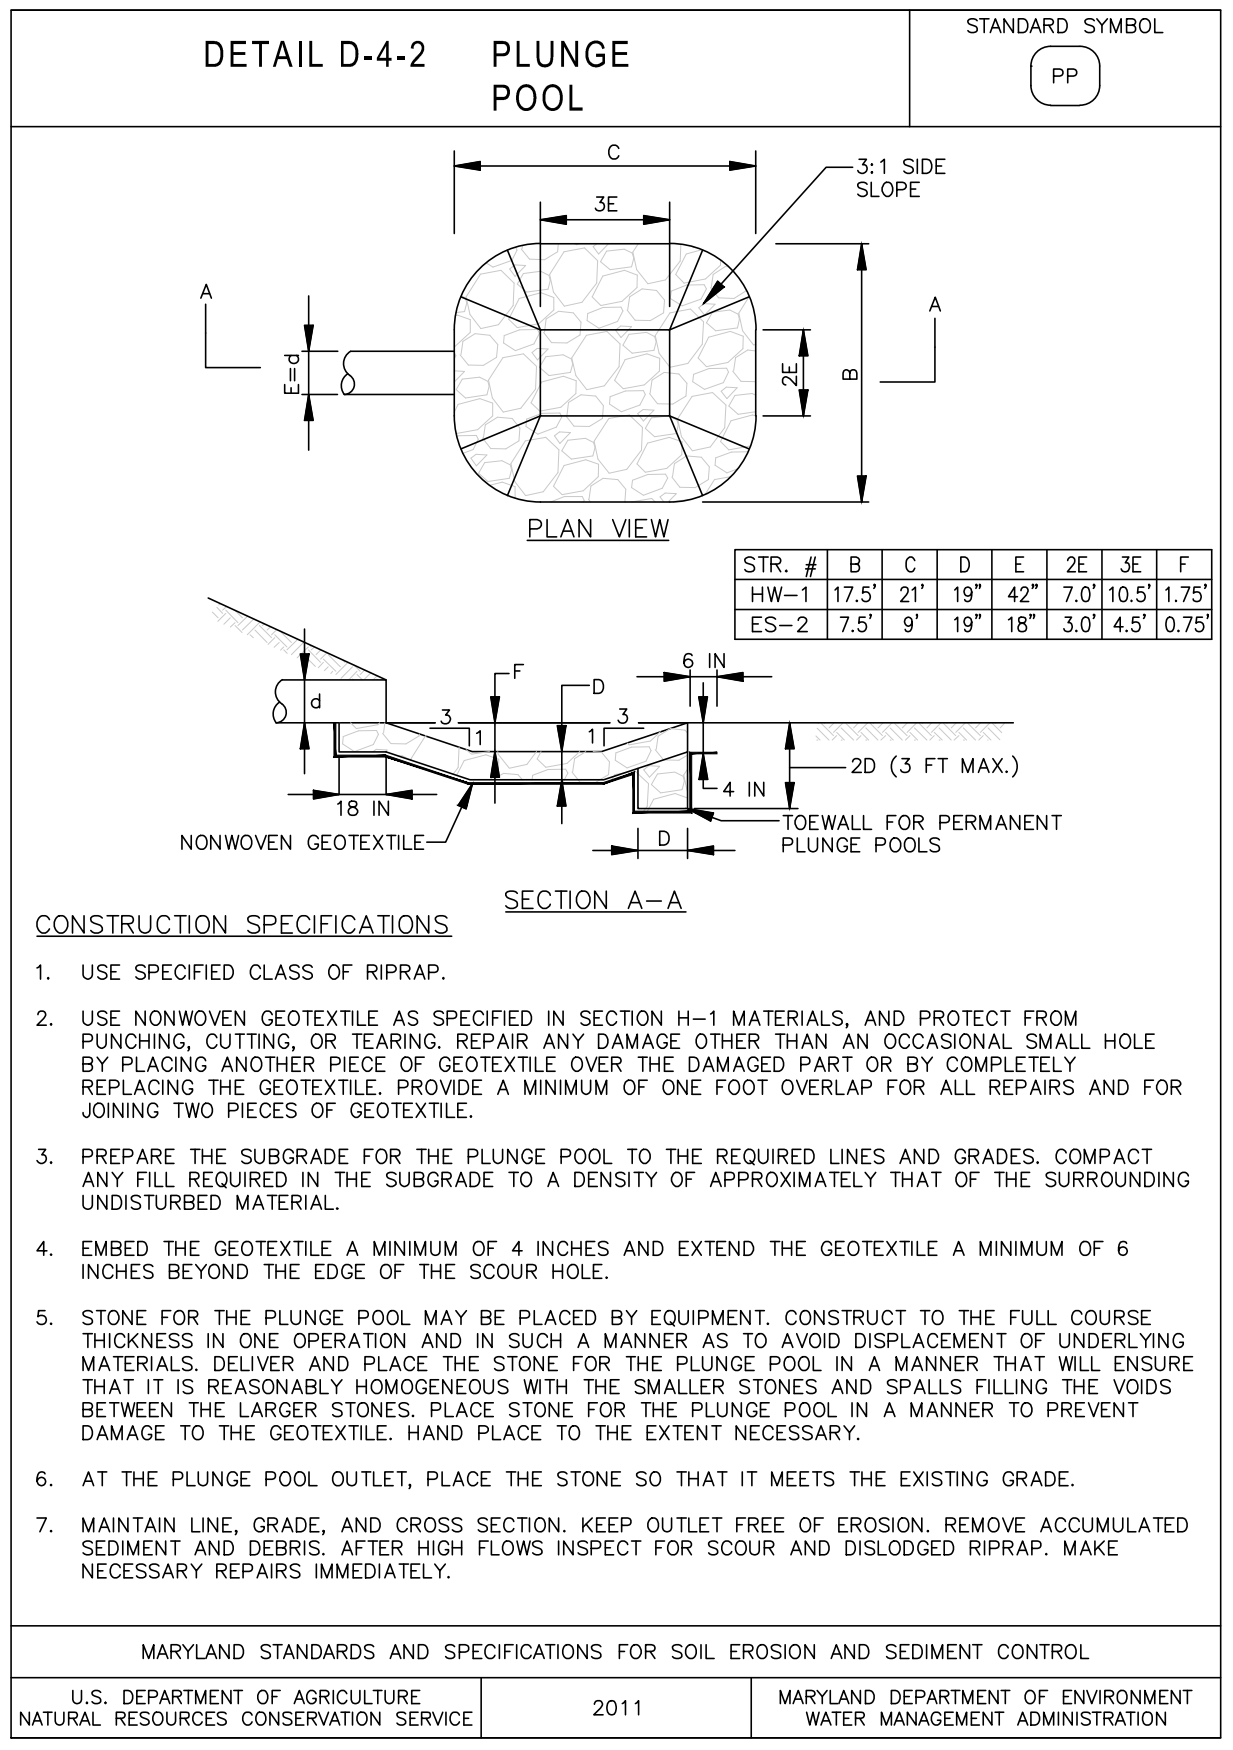 DETAIL D-4-2 PLUNGE
POOL
STANDARD SYMBOL
PP
C
3:1 SIDE
SLOPE
3E
A
A
E=d
2E
B
PLAN VIEW
STR. # B C D E 2E 3E F
HW-1 17.5' 21' 19" 42" 7.0' 10.5' 1.75'
ES-2 7.5' 9' 19" 18" 3.0' 4.5' 0.75'
6 IN
F
D
d
3
1
3
1
2D (3 FT MAX.)
4 IN
18 IN
TOEWALL FOR PERMANENT
PLUNGE POOLS
NONWOVEN GEOTEXTILE
D
SECTION A-A
CONSTRUCTION SPECIFICATIONS
1. USE SPECIFIED CLASS OF RIPRAP.
2. USE NONWOVEN GEOTEXTILE AS SPECIFIED IN SECTION H-1 MATERIALS, AND PROTECT FROM
PUNCHING, CUTTING, OR TEARING. REPAIR ANY DAMAGE OTHER THAN AN OCCASIONAL SMALL HOLE
BY PLACING ANOTHER PIECE OF GEOTEXTILE OVER THE DAMAGED PART OR BY COMPLETELY
REPLACING THE GEOTEXTILE. PROVIDE A MINIMUM OF ONE FOOT OVERLAP FOR ALL REPAIRS AND FOR
JOINING TWO PIECES OF GEOTEXTILE.
3. PREPARE THE SUBGRADE FOR THE PLUNGE POOL TO THE REQUIRED LINES AND GRADES. COMPACT
ANY FILL REQUIRED IN THE SUBGRADE TO A DENSITY OF APPROXIMATELY THAT OF THE SURROUNDING
UNDISTURBED MATERIAL.
4. EMBED THE GEOTEXTILE A MINIMUM OF 4 INCHES AND EXTEND THE GEOTEXTILE A MINIMUM OF 6
INCHES BEYOND THE EDGE OF THE SCOUR HOLE.
5. STONE FOR THE PLUNGE POOL MAY BE PLACED BY EQUIPMENT. CONSTRUCT TO THE FULL COURSE
THICKNESS IN ONE OPERATION AND IN SUCH A MANNER AS TO AVOID DISPLACEMENT OF UNDERLYING
MATERIALS. DELIVER AND PLACE THE STONE FOR THE PLUNGE POOL IN A MANNER THAT WILL ENSURE
THAT IT IS REASONABLY HOMOGENEOUS WITH THE SMALLER STONES AND SPALLS FILLING THE VOIDS
BETWEEN THE LARGER STONES. PLACE STONE FOR THE PLUNGE POOL IN A MANNER TO PREVENT
DAMAGE TO THE GEOTEXTILE. HAND PLACE TO THE EXTENT NECESSARY.
6. AT THE PLUNGE POOL OUTLET, PLACE THE STONE SO THAT IT MEETS THE EXISTING GRADE.
7. MAINTAIN LINE, GRADE, AND CROSS SECTION. KEEP OUTLET FREE OF EROSION. REMOVE ACCUMULATED
SEDIMENT AND DEBRIS. AFTER HIGH FLOWS INSPECT FOR SCOUR AND DISLODGED RIPRAP. MAKE
NECESSARY REPAIRS IMMEDIATELY.
MARYLAND STANDARDS AND SPECIFICATIONS FOR SOIL EROSION AND SEDIMENT CONTROL
U.S. DEPARTMENT OF AGRICULTURE
NATURAL RESOURCES CONSERVATION SERVICE
2011
MARYLAND DEPARTMENT OF ENVIRONMENT
WATER MANAGEMENT ADMINISTRATION